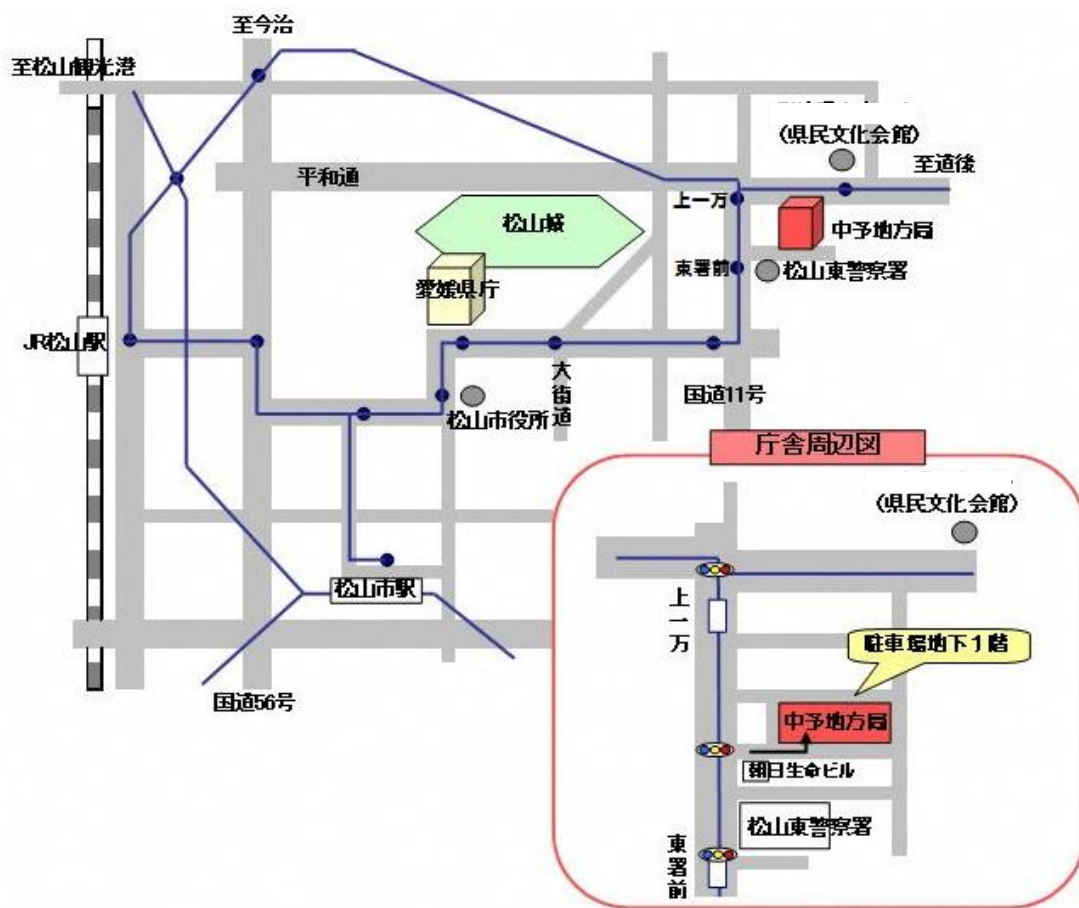 至今治
至松山観光港
(県民文化会館)
至道後
平和通
上一万
松山城
中予地方局
東署前
松山東警察署
愛媛県庁
JR松山駅
大街道
国道11号
松山市役所
庁舎周辺図
(県民文化会館)
上一万
松山市駅
駐車場地下1階
国道56号
中予地方局
朝日生命ビル
松山東警察署
東署前